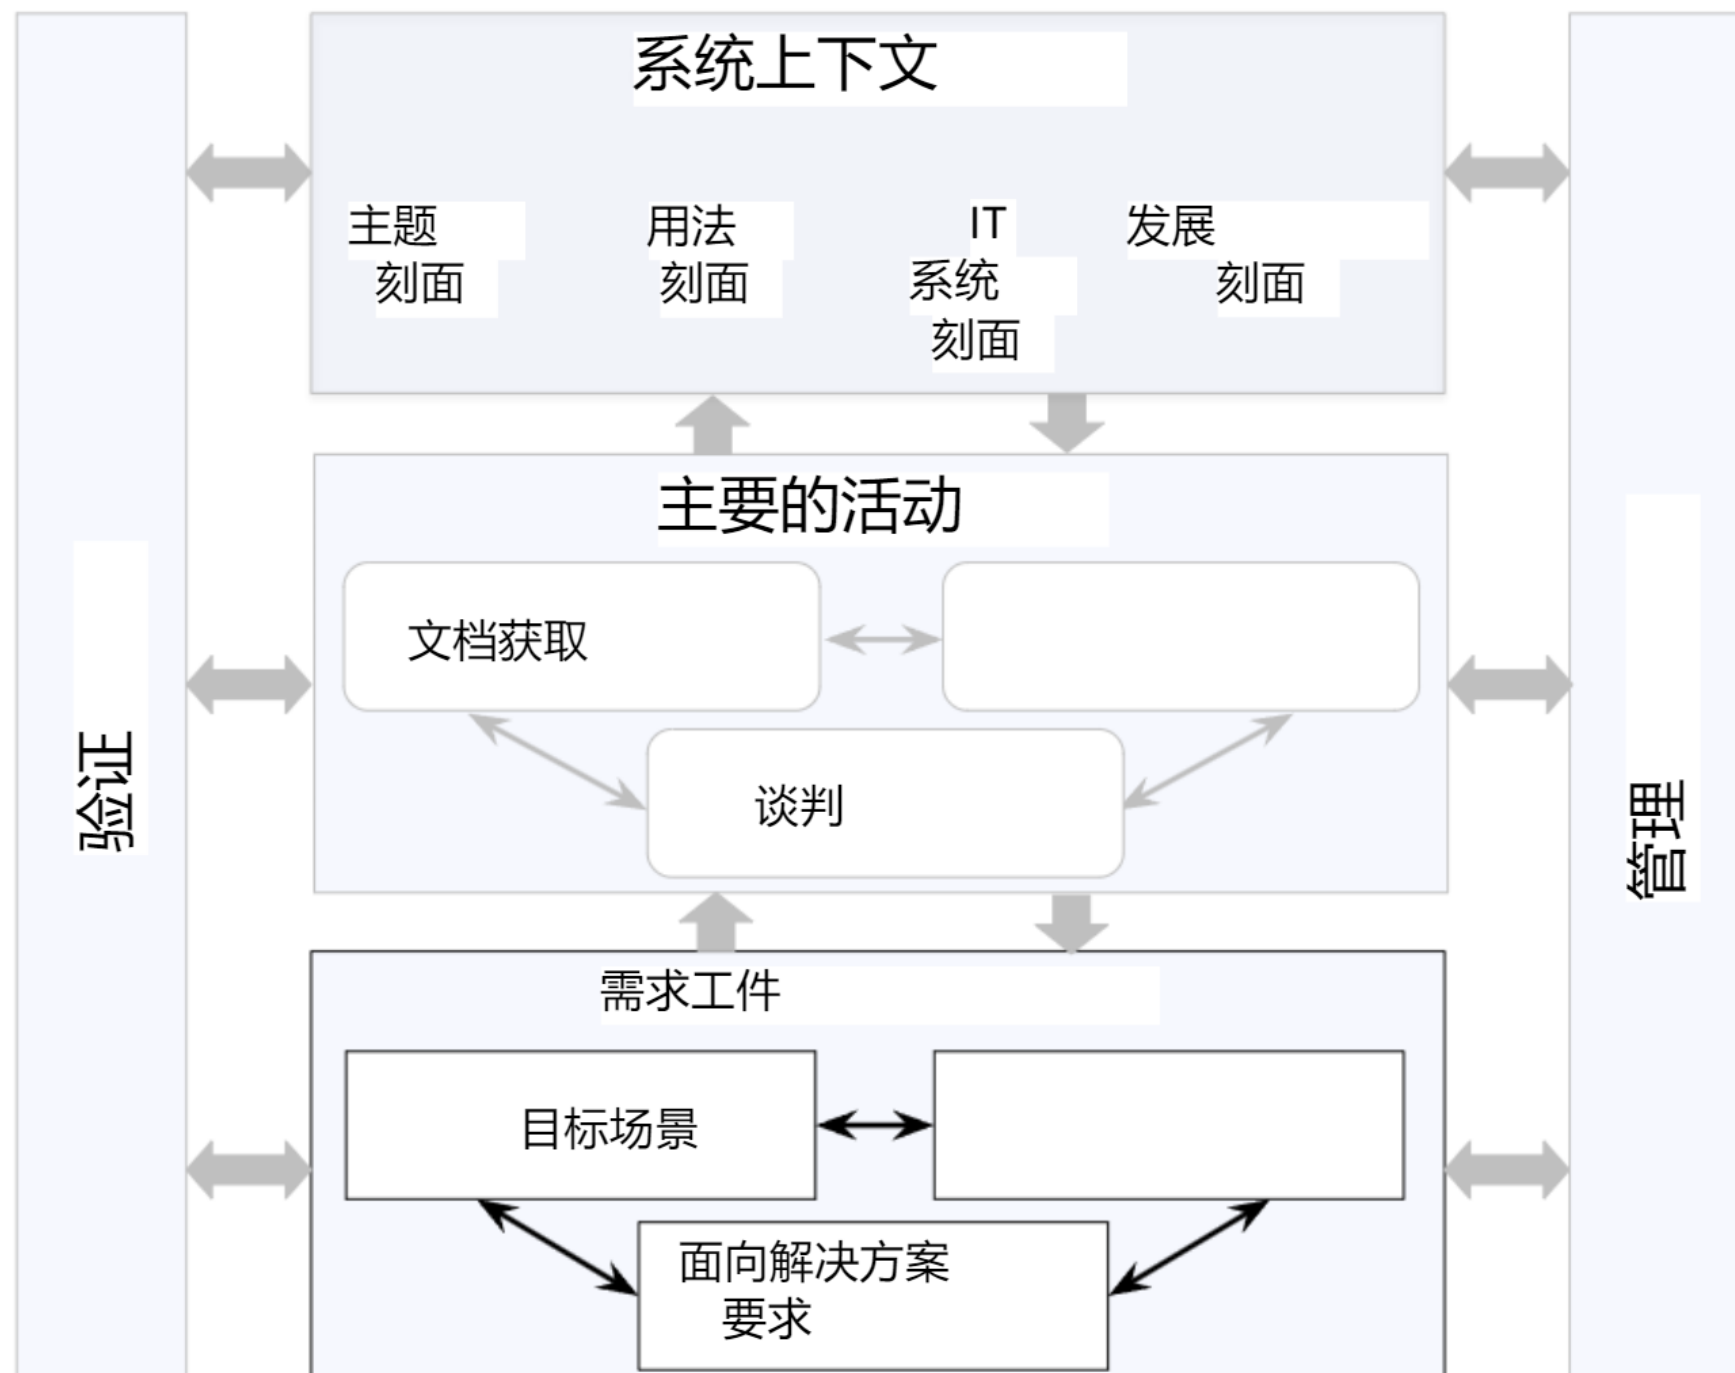 系统上下文
主题
刻面
用法
刻面
IT
系统
刻面
发展
刻面
主要的活动
文档获取
谈判
验证
管理
需求工件
目标场景
面向解决方案
要求